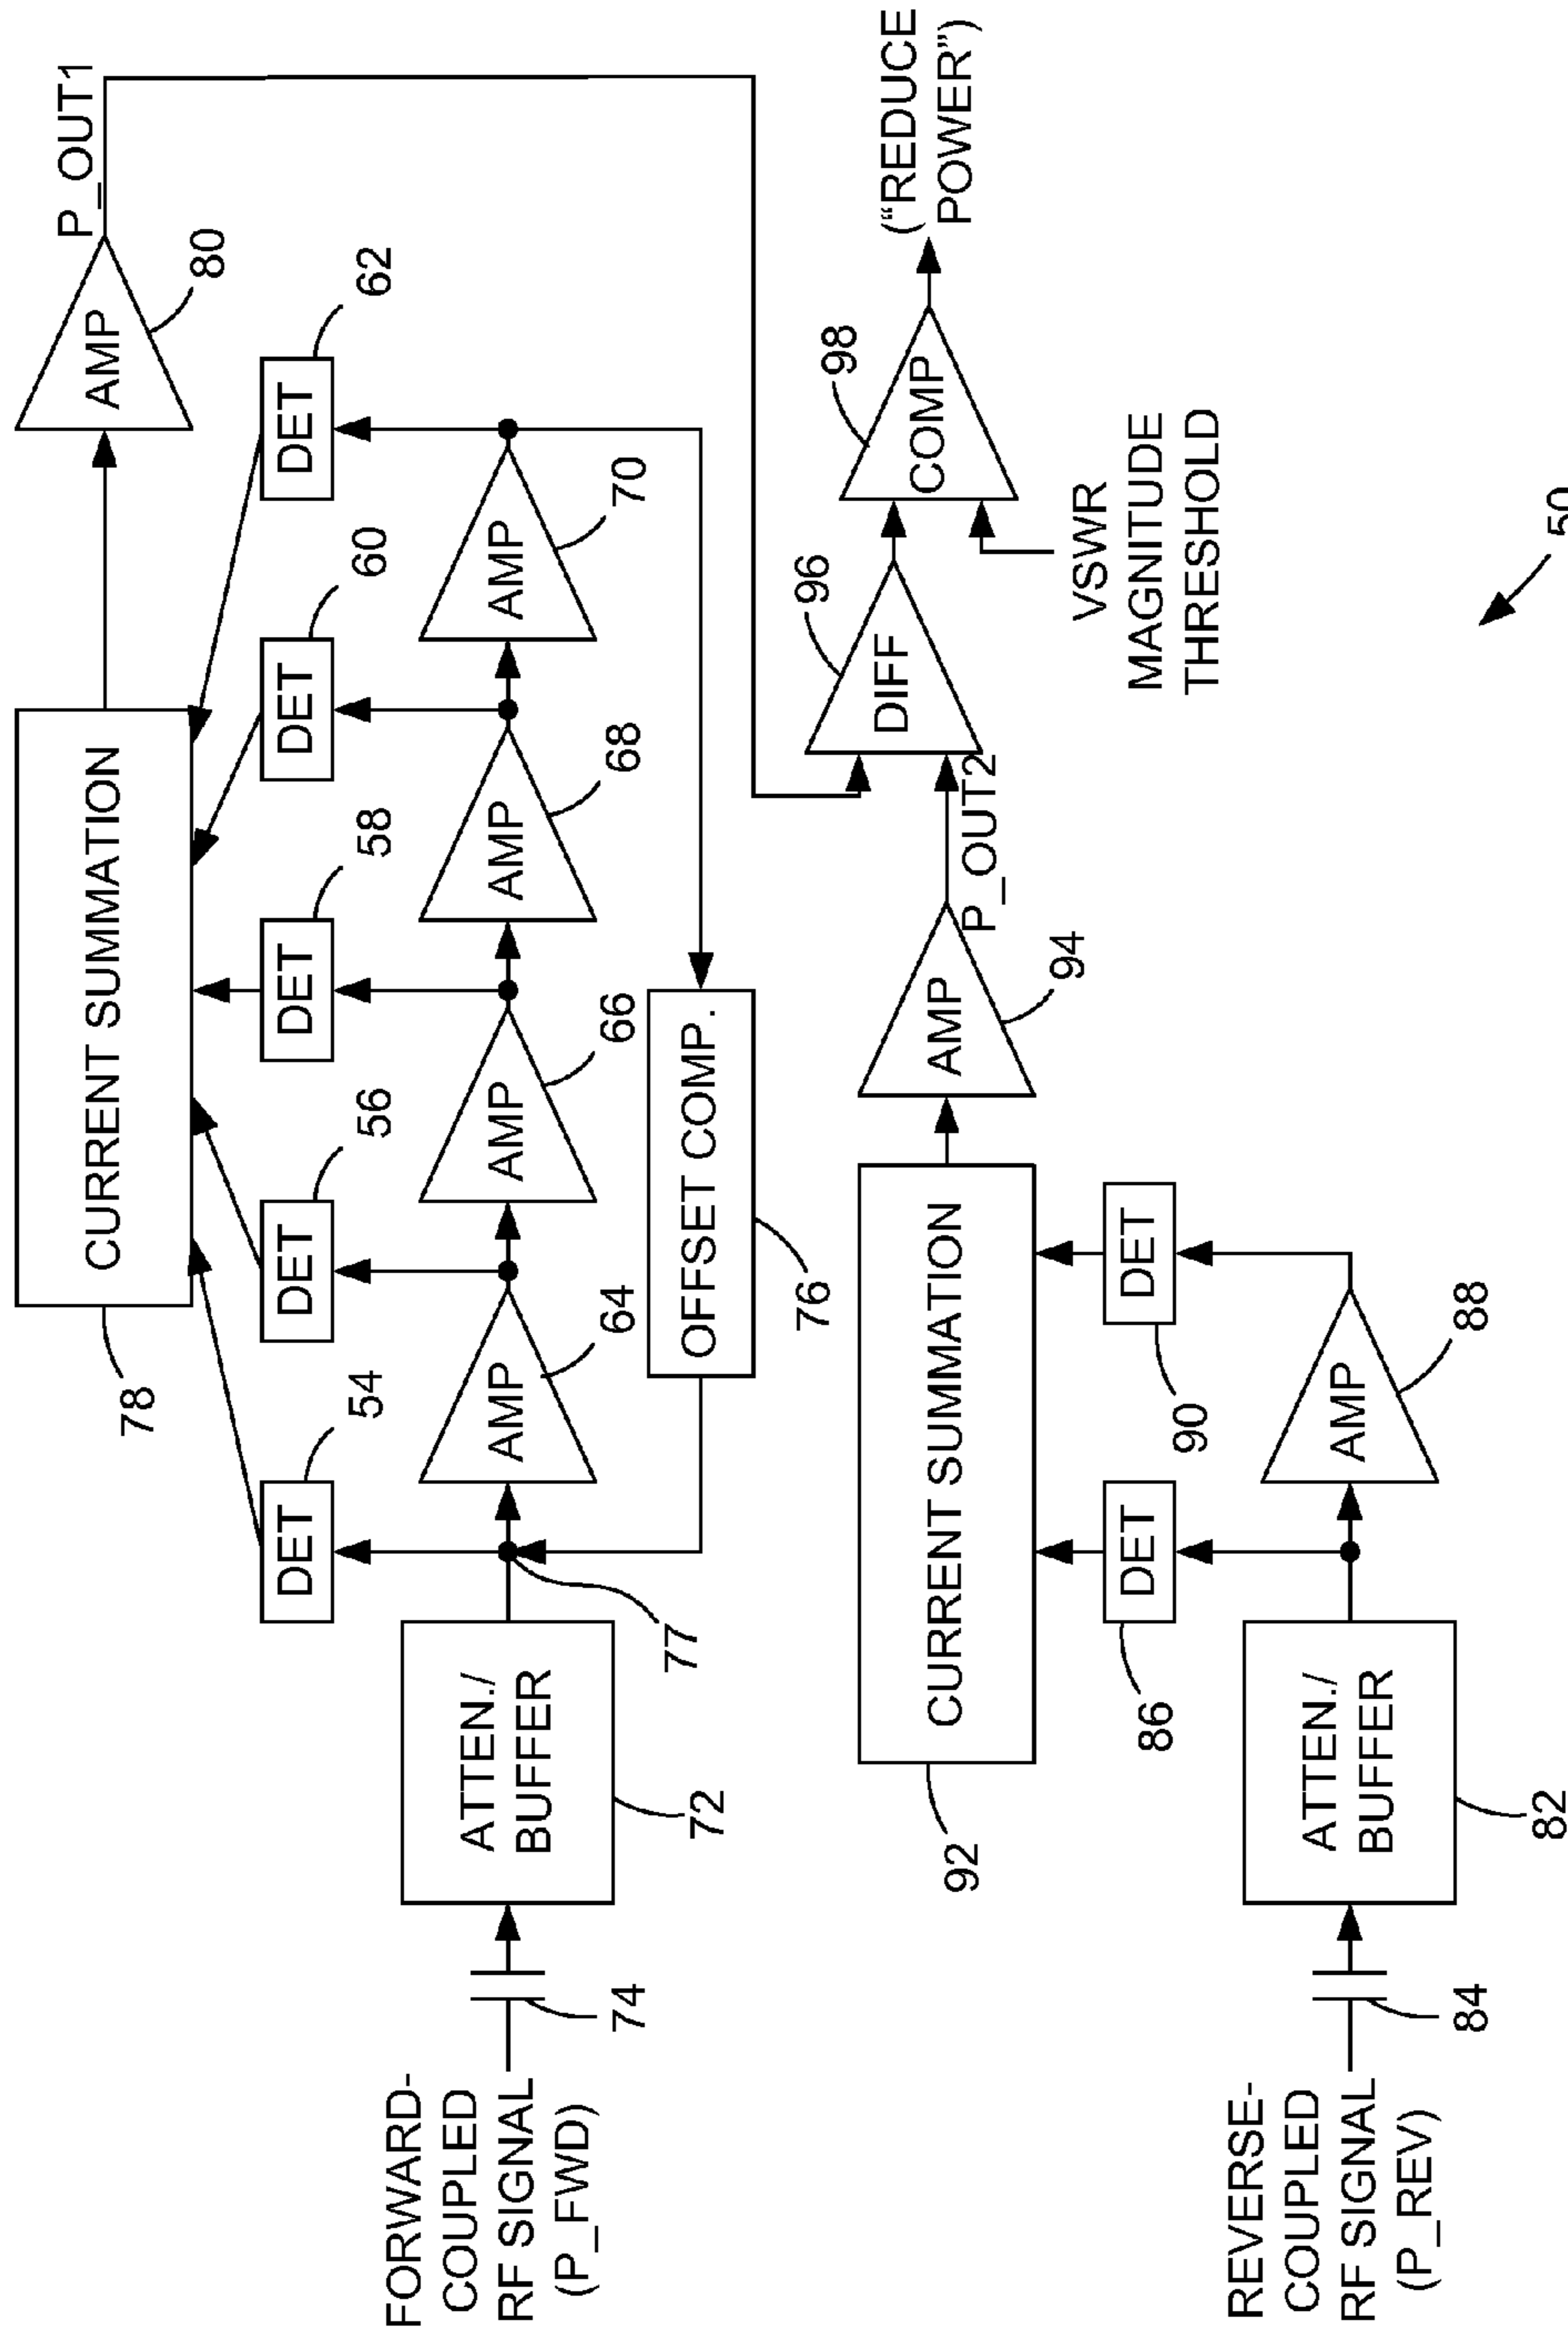 P_OUT1
CURRENT SUMMATION
AMP
78
80
DET
54
DET
56
DET
58
DET
60
DET
62
FORWARD-
COUPLED
RF SIGNAL
(P_FWD)
74
ATTEN./
BUFFER
72
77
AMP
64
AMP
66
AMP
68
AMP
70
OFFSET COMP.
76
CURRENT SUMMATION
92
AMP
94
P_OUT2
DIFF
96
COMP
98
("REDUCE
POWER")
VSWR
MAGNITUDE
THRESHOLD
DET
86
DET
90
REVERSE-
COUPLED
RF SIGNAL
(P_REV)
84
ATTEN./
BUFFER
82
AMP
88
50